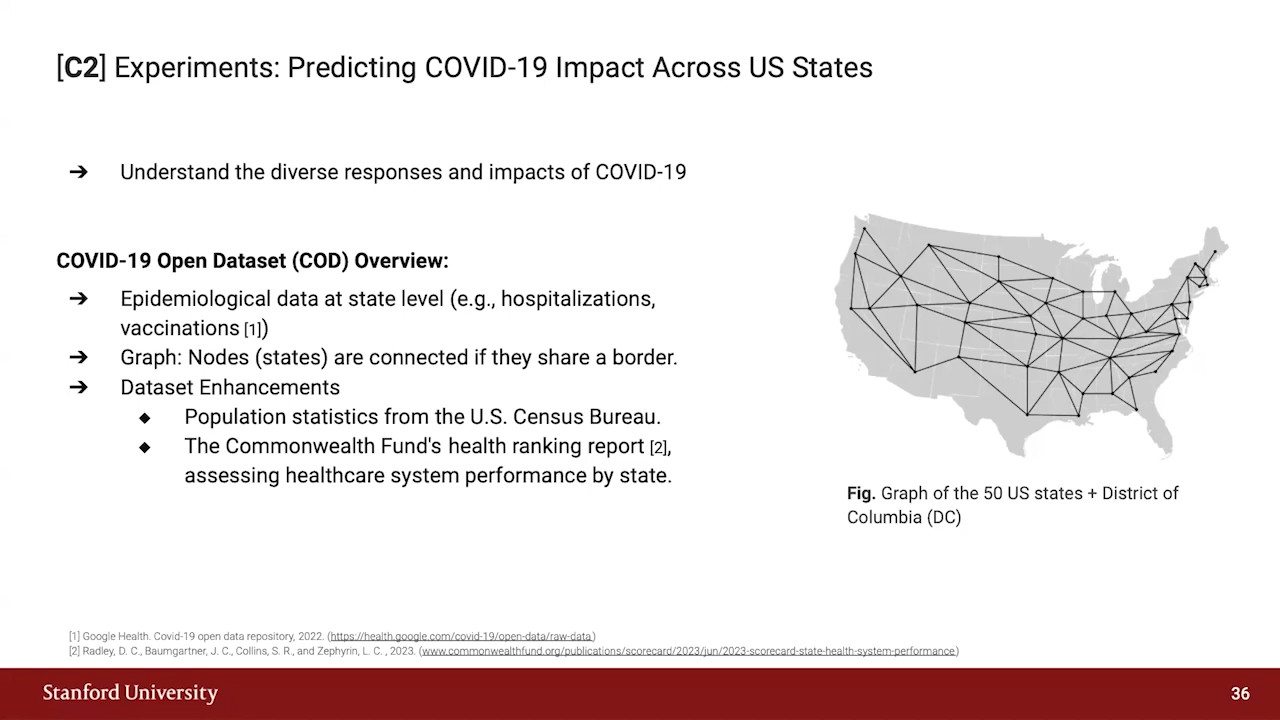 [C2] Experiments: Predicting COVID-19 Impact Across US States
➔ Understand the diverse responses and impacts of COVID-19
COVID-19 Open Dataset (COD) Overview:
➔ Epidemiological data at state level (e.g., hospitalizations,
vaccinations [1])
➔ Graph: Nodes (states) are connected if they share a border.
➔ Dataset Enhancements
◆ Population statistics from the U.S. Census Bureau.
◆ The Commonwealth Fund's health ranking report [2],
assessing healthcare system performance by state.
Fig. Graph of the 50 US states + District of
Columbia (DC)
[1] Google Health. Covid-19 open data repository, 2022. (https://health.google.com/covid-19/open-data/raw-data)
[2] Radley, D. C., Baumgartner, J. C., Collins, S. R., and Zephyrin, L. C. , 2023. (www.commonwealthfund.org/publications/scorecard/2023/jun/2023-scorecard-state-health-system-performance)
Stanford University
36